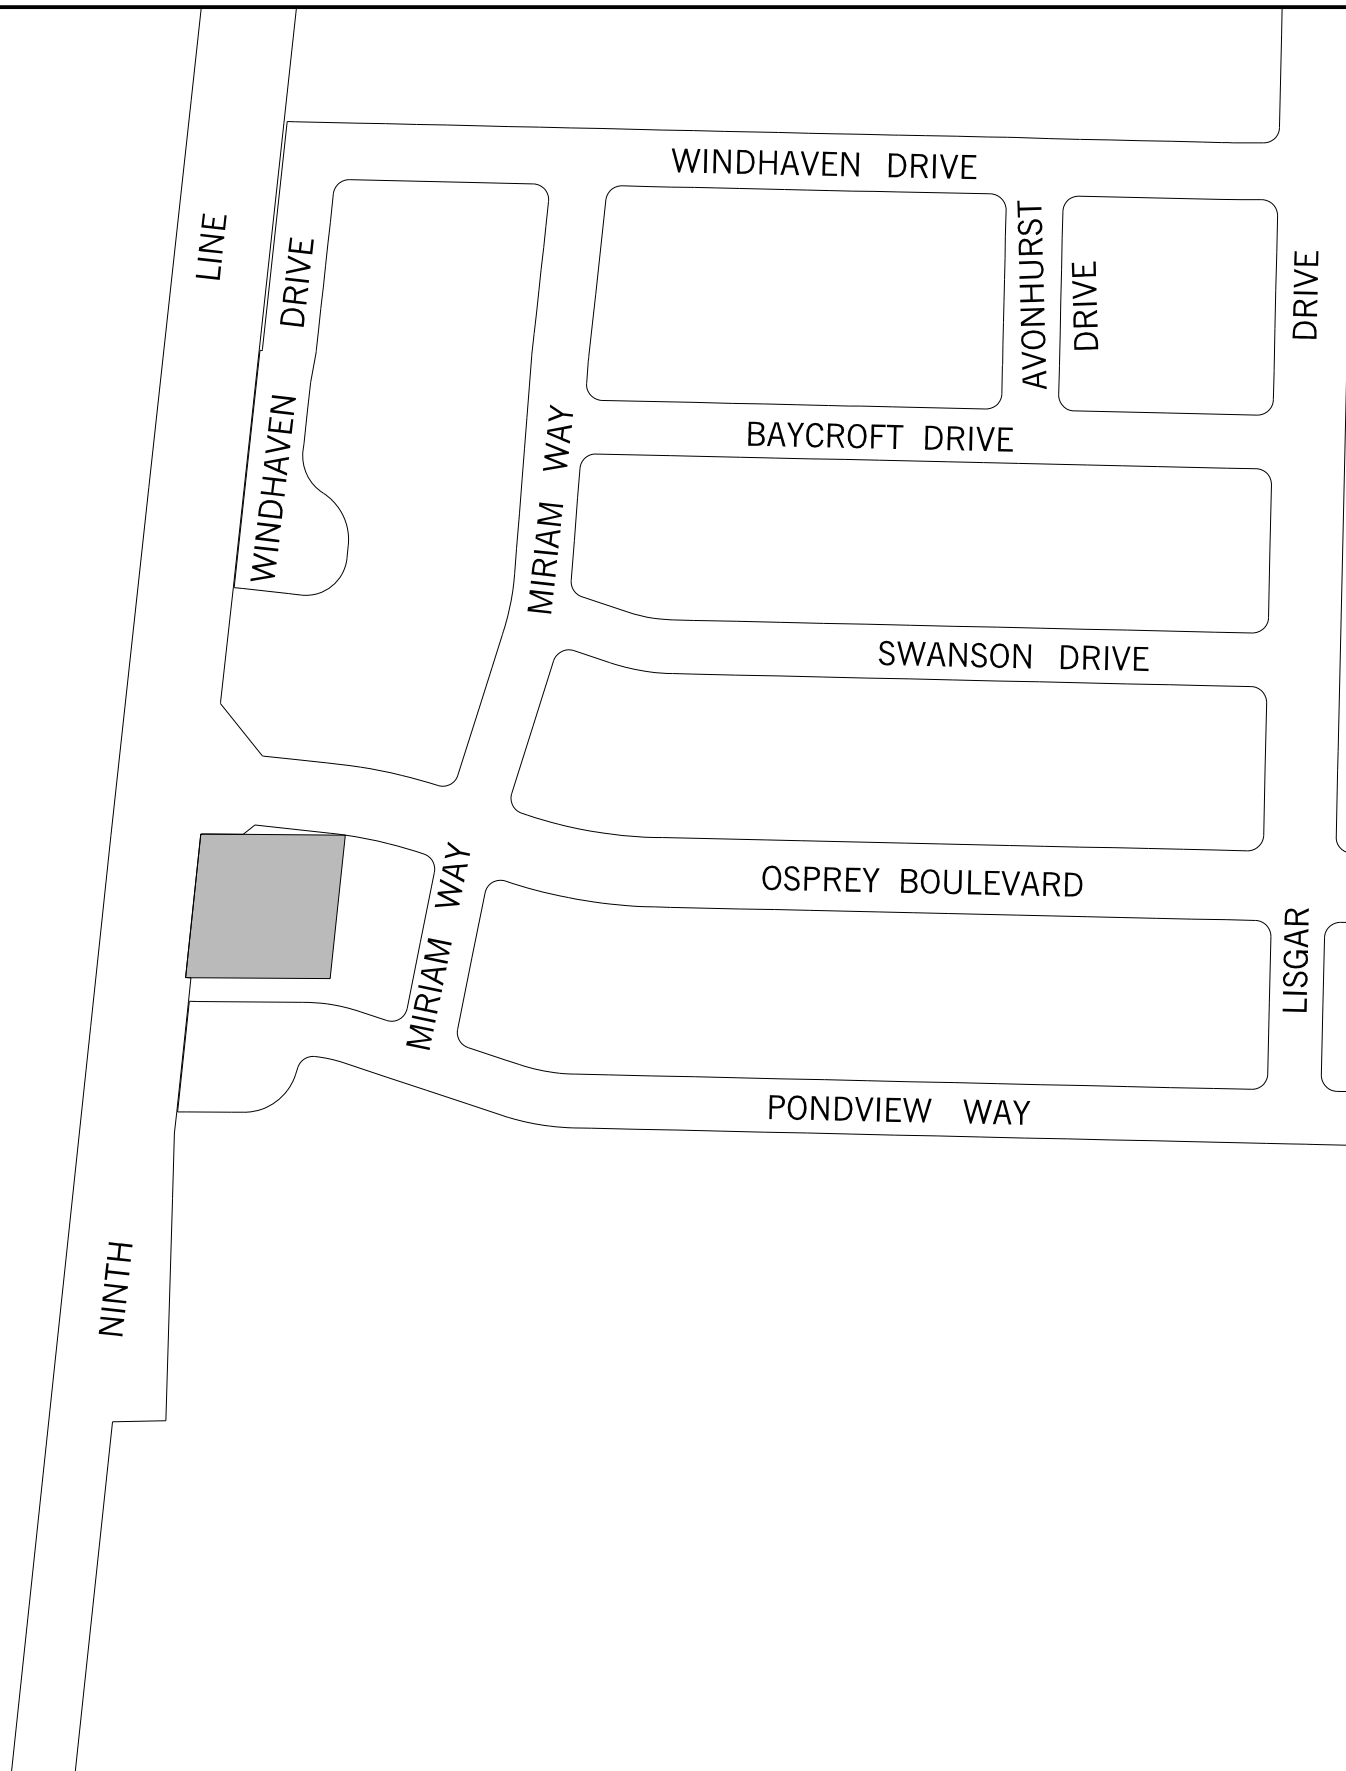 WINDHAVEN DRIVE
LINE
WINDHAVEN DRIVE
AVONHURST
DRIVE
BAYCROFT DRIVE
MIRIAM WAY
SWANSON DRIVE
OSPREY BOULEVARD
MIRIAM WAY
LISGAR DRIVE
PONDVIEW WAY
NINTH